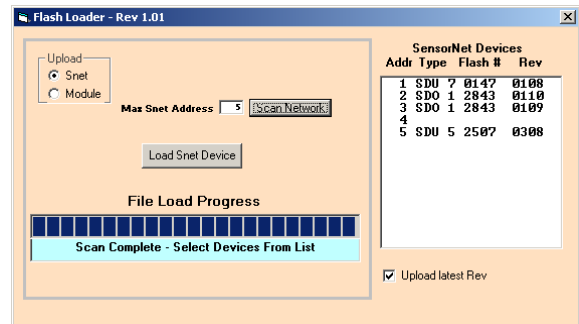 Flash Loader - Rev 1.01
Upload
Snet
Module
Max Snet Address 5 Scan Network
Load Snet Device
File Load Progress
Scan Complete - Select Devices From List
SensorNet Devices
Addr Type Flash # Rev
1 SDU 7 0147 0108
2 SDO 1 2843 0110
3 SDO 1 2843 0109
4
5 SDU 5 2507 0308
Upload latest Rev